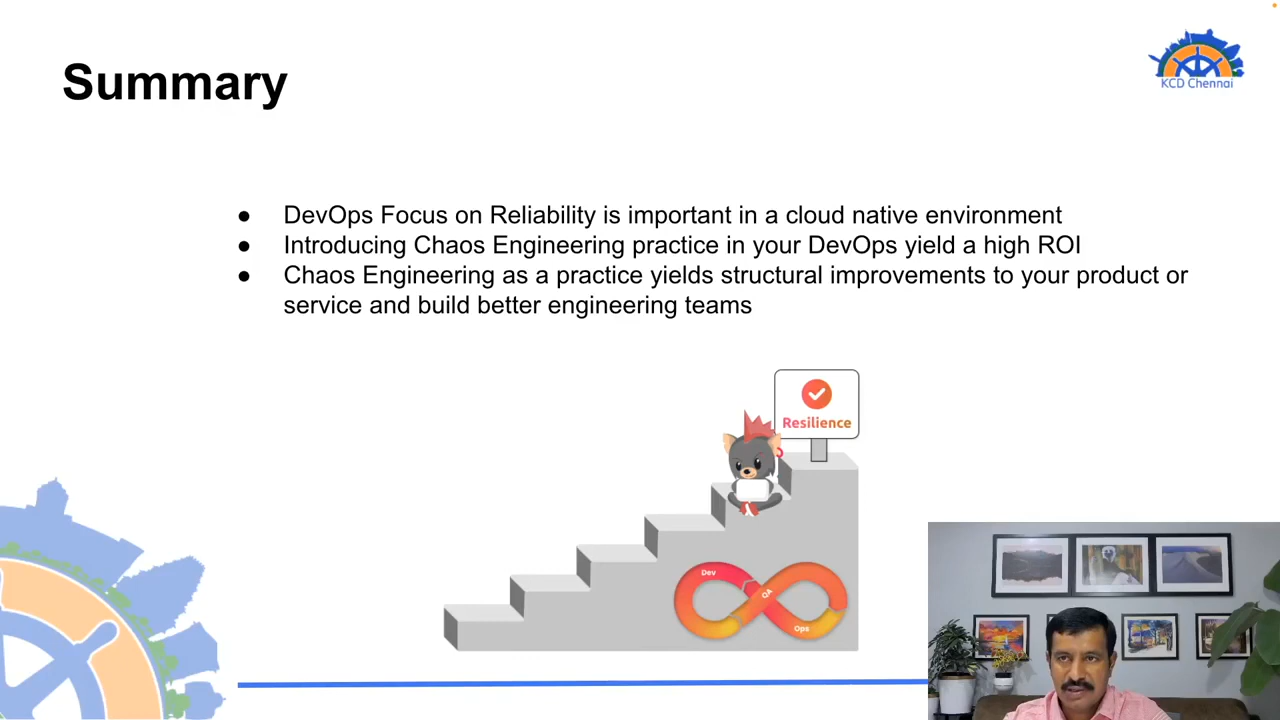 Summary
KCD Chennai
● DevOps Focus on Reliability is important in a cloud native environment
● Introducing Chaos Engineering practice in your DevOps yield a high ROI
● Chaos Engineering as a practice yields structural improvements to your product or
service and build better engineering teams
Resilience
Dev
QA
Ops